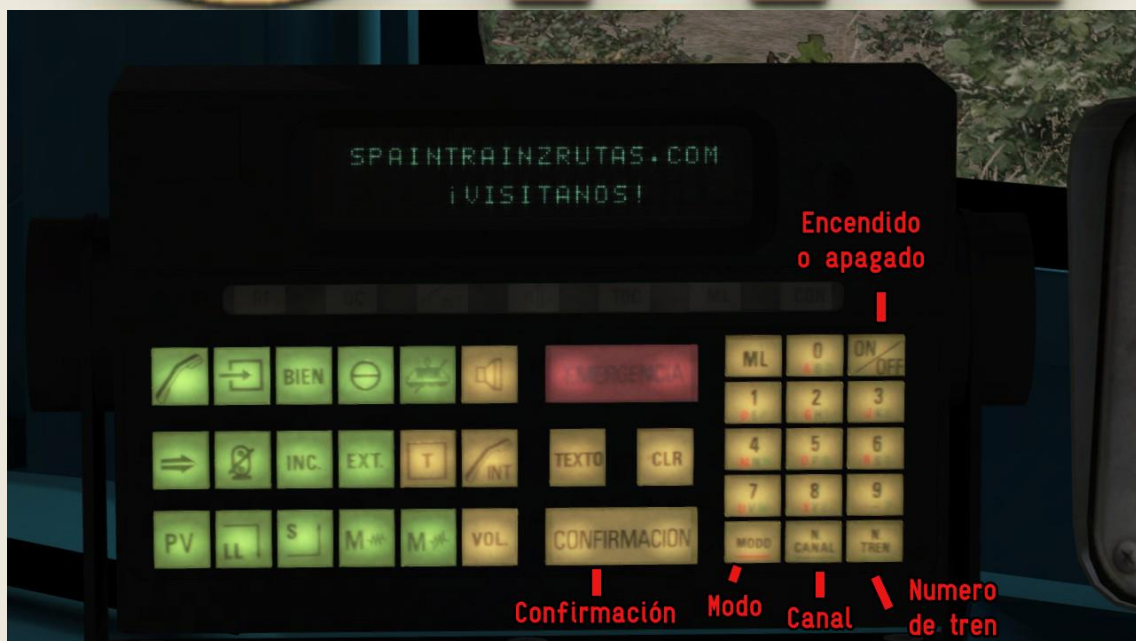 SPAINTRAINZRUTAS.COM
¡VISITANOS!
Encendido
o apagado
ML 0 ON/OFF
BIEN EMERGENCIA
1 2 3
4 5 6
INC. EXT. T INT TEXTO CLR
7 8 9
PV LL S M M VOL. CONFIRMACION
MODO N CANAL N TREN
Confirmación Modo Canal
Numero
de tren